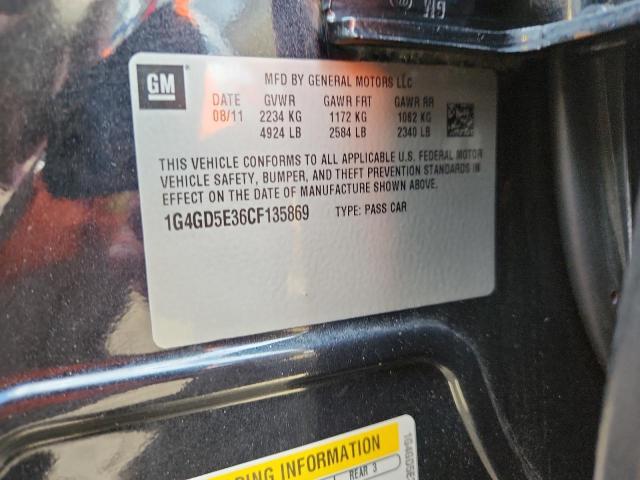 GM
MFD BY GENERAL MOTORS LLC
DATE GVWR GAWR FRT GAWR RR
08/11 2234 KG 1172 KG 1062 KG
4924 LB 2584 LB 2340 LB
THIS VEHICLE CONFORMS TO ALL APPLICABLE U.S. FEDERAL MOTOR
VEHICLE SAFETY, BUMPER, AND THEFT PREVENTION STANDARDS IN
EFFECT ON THE DATE OF MANUFACTURE SHOWN ABOVE.
1G4GD5E36CF135869 TYPE: PASS CAR
INFORMATION
REAR 3